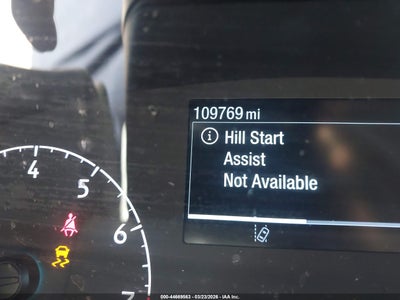 109769 mi
Hill Start
Assist
Not Available
4
5
6
7
000-44669563 - 03/23/2026 - IAA Inc.